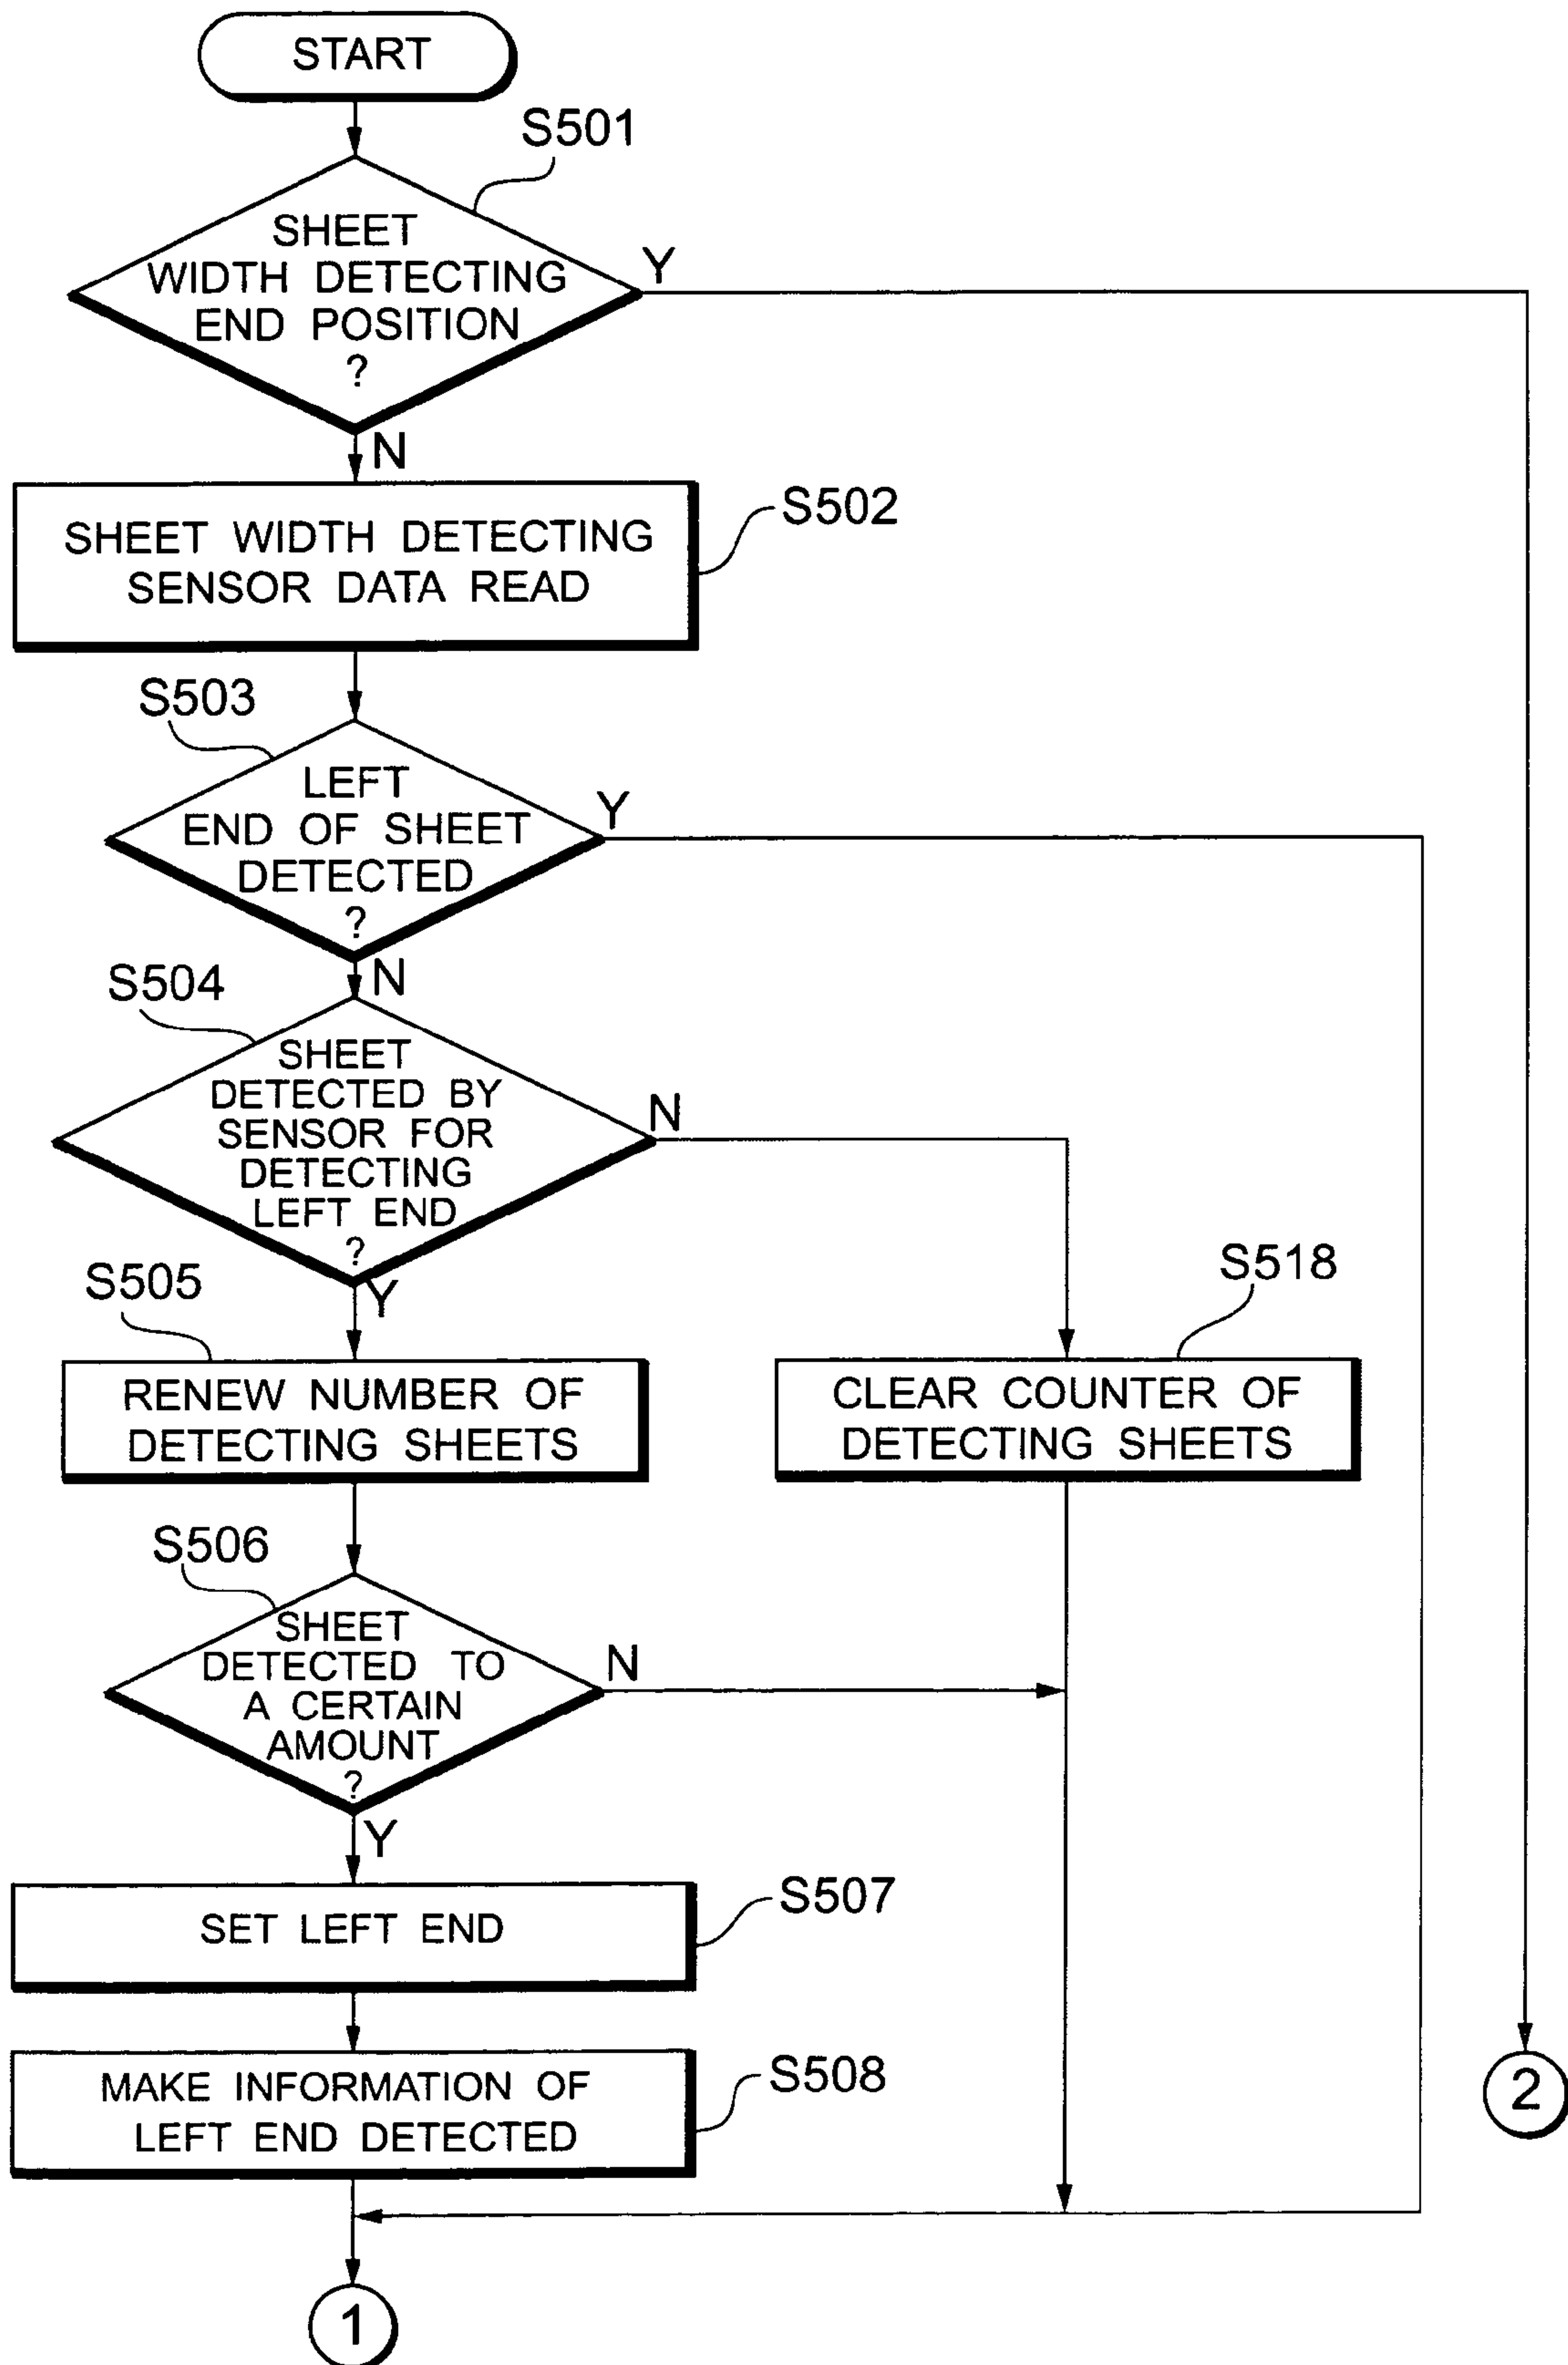 START
S501
SHEET
WIDTH DETECTING
END POSITION
?
Y
N
S502
SHEET WIDTH DETECTING
SENSOR DATA READ
S503
LEFT
END OF SHEET
DETECTED
?
Y
N
S504
SHEET
DETECTED BY
SENSOR FOR
DETECTING
LEFT END
?
N
Y
S505
RENEW NUMBER OF
DETECTING SHEETS
S518
CLEAR COUNTER OF
DETECTING SHEETS
S506
SHEET
DETECTED TO
A CERTAIN
AMOUNT
?
N
Y
SET LEFT END
S507
MAKE INFORMATION OF
LEFT END DETECTED
S508
2
1